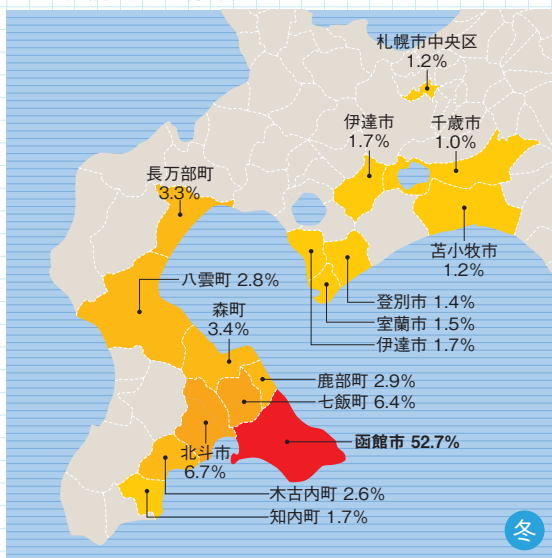 札幌市中央区
1.2%
伊達市
1.7%
千歳市
1.0%
長万部町
3.3%
苫小牧市
1.2%
八雲町 2.8%
登別市 1.4%
森町
3.4%
室蘭市 1.5%
伊達市 1.7%
鹿部町 2.9%
七飯町 6.4%
函館市 52.7%
北斗市
6.7%
木古内町 2.6%
知内町 1.7%
冬